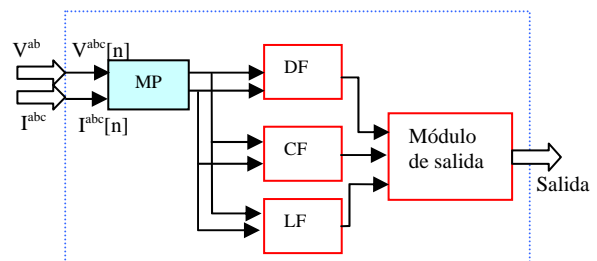 V^ab
V^abc[n]
MP
I^abc
I^abc[n]
DF
CF
LF
Módulo
de salida
Salida